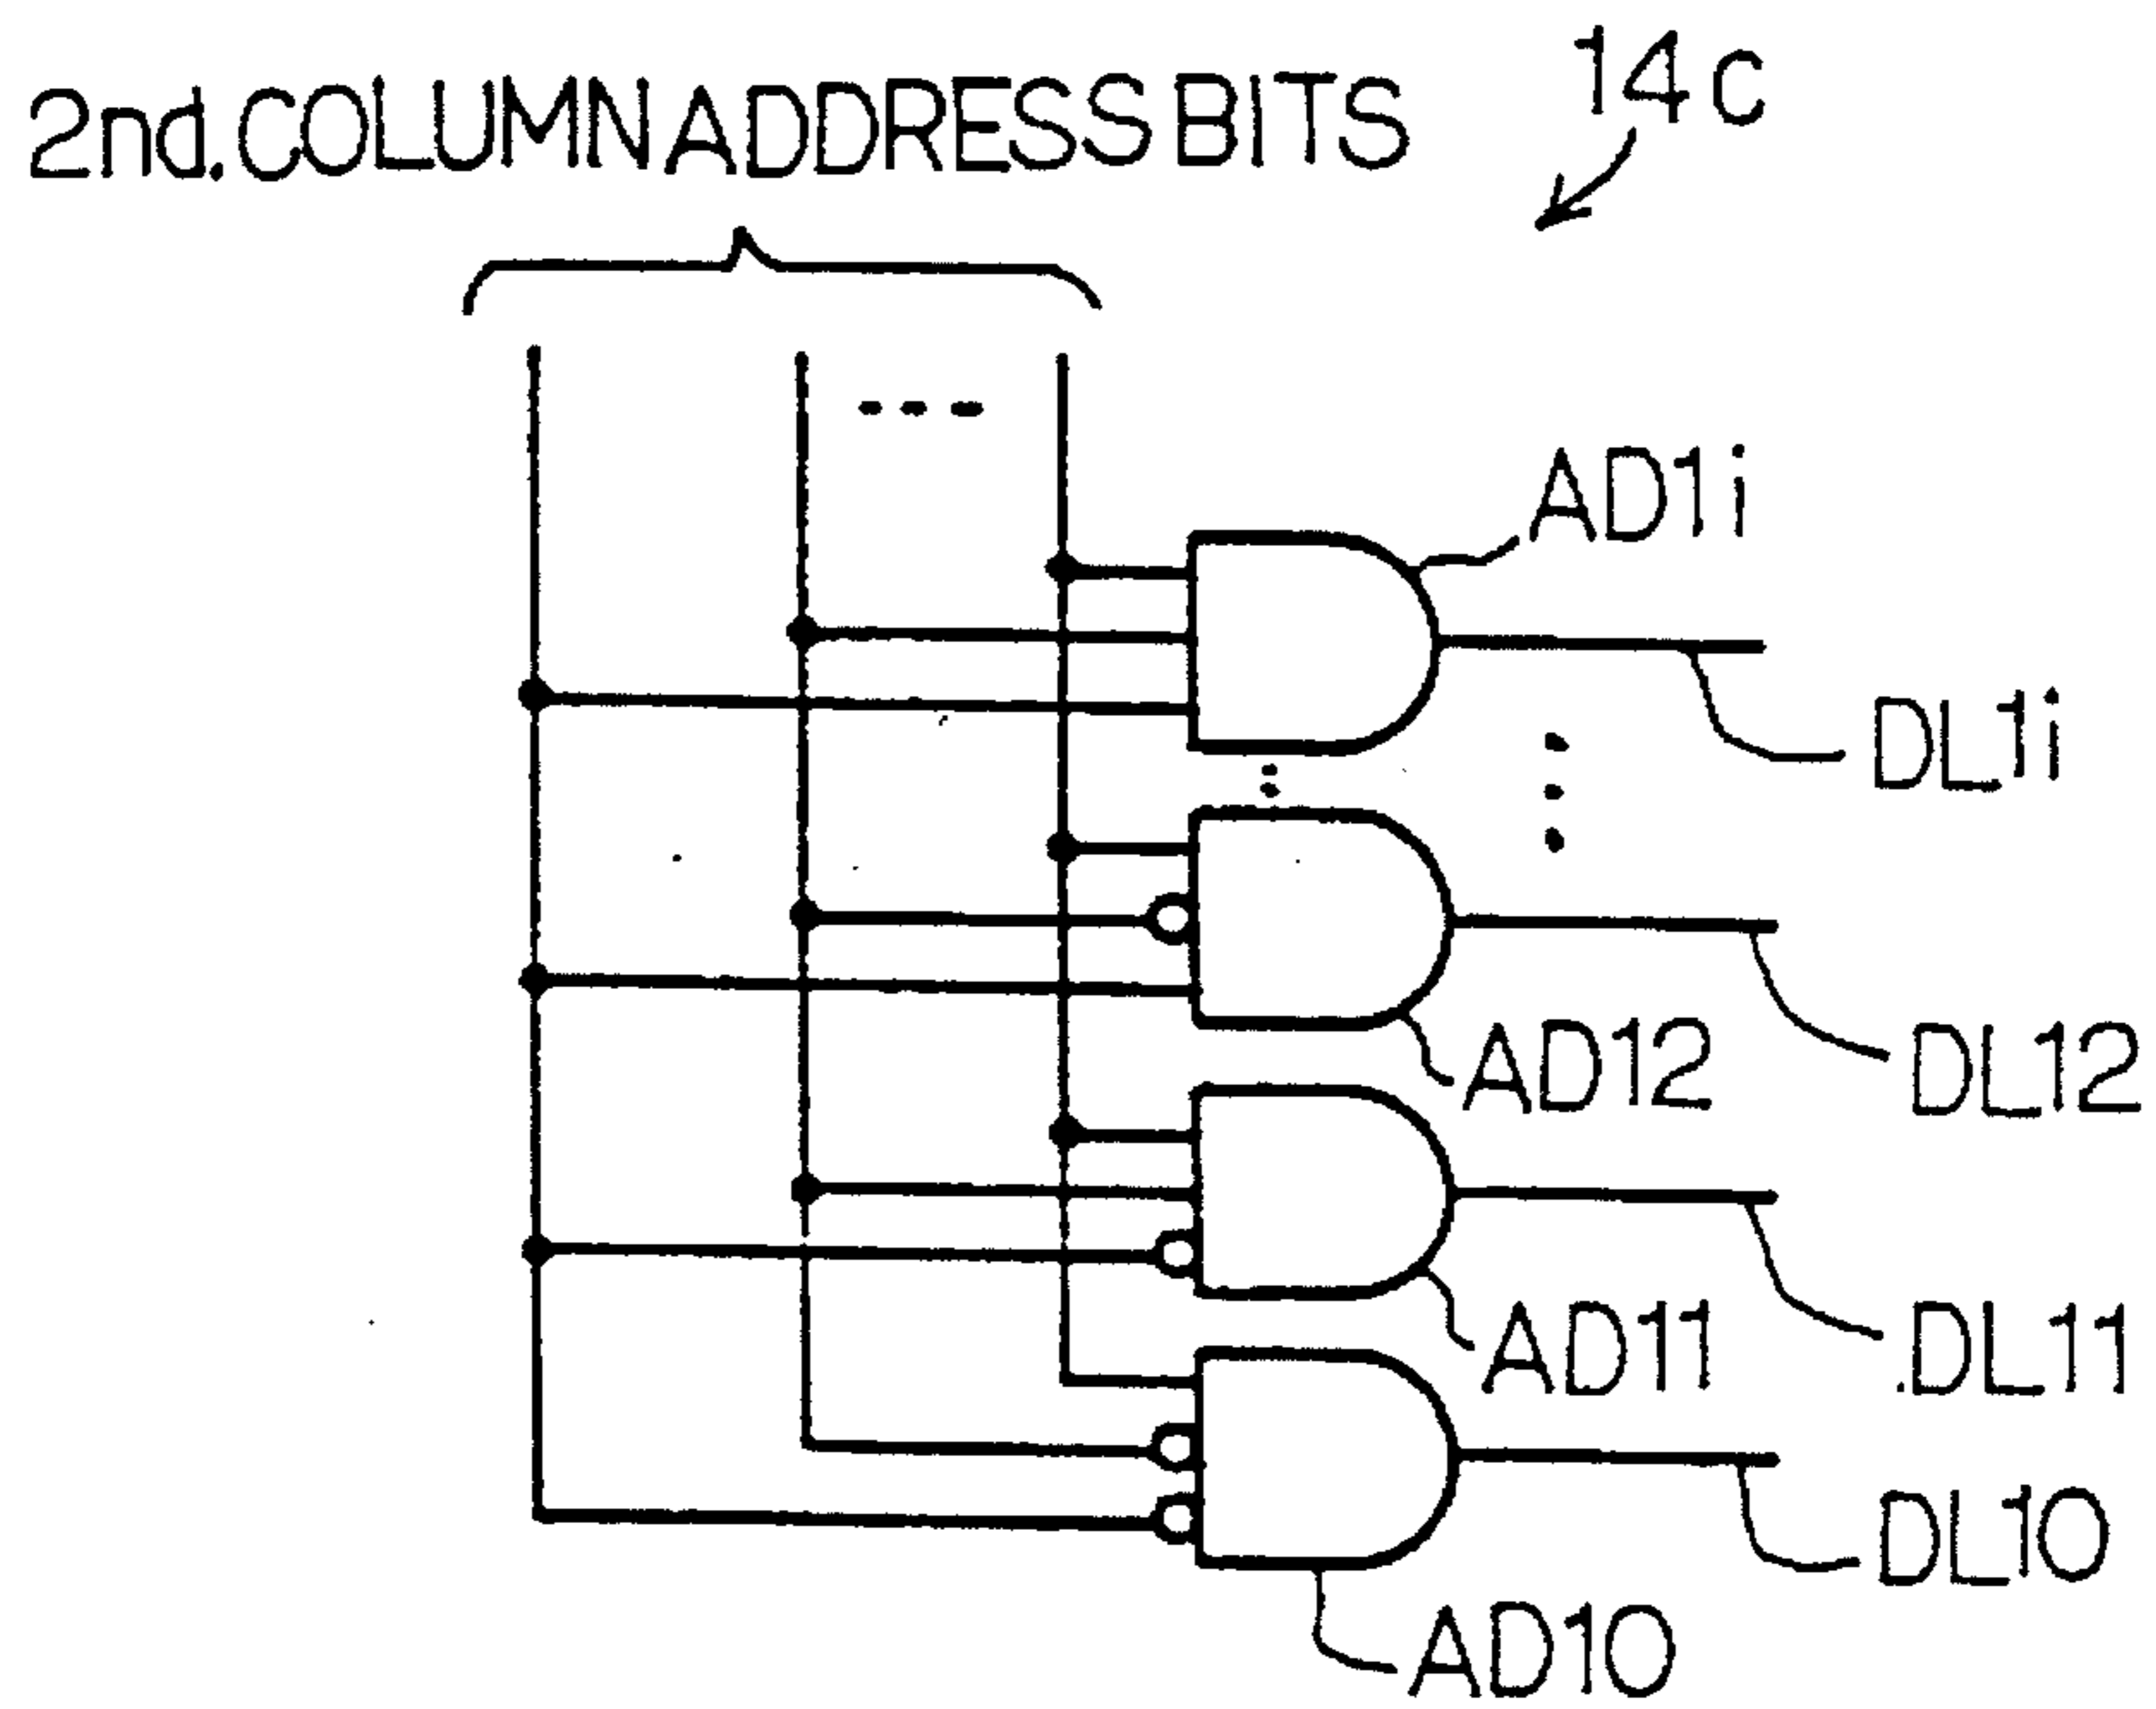 2nd. COLUMN ADDRESS BITS
14c
AD1i
DL1i
AD12
DL12
AD11
DL11
DL10
AD10